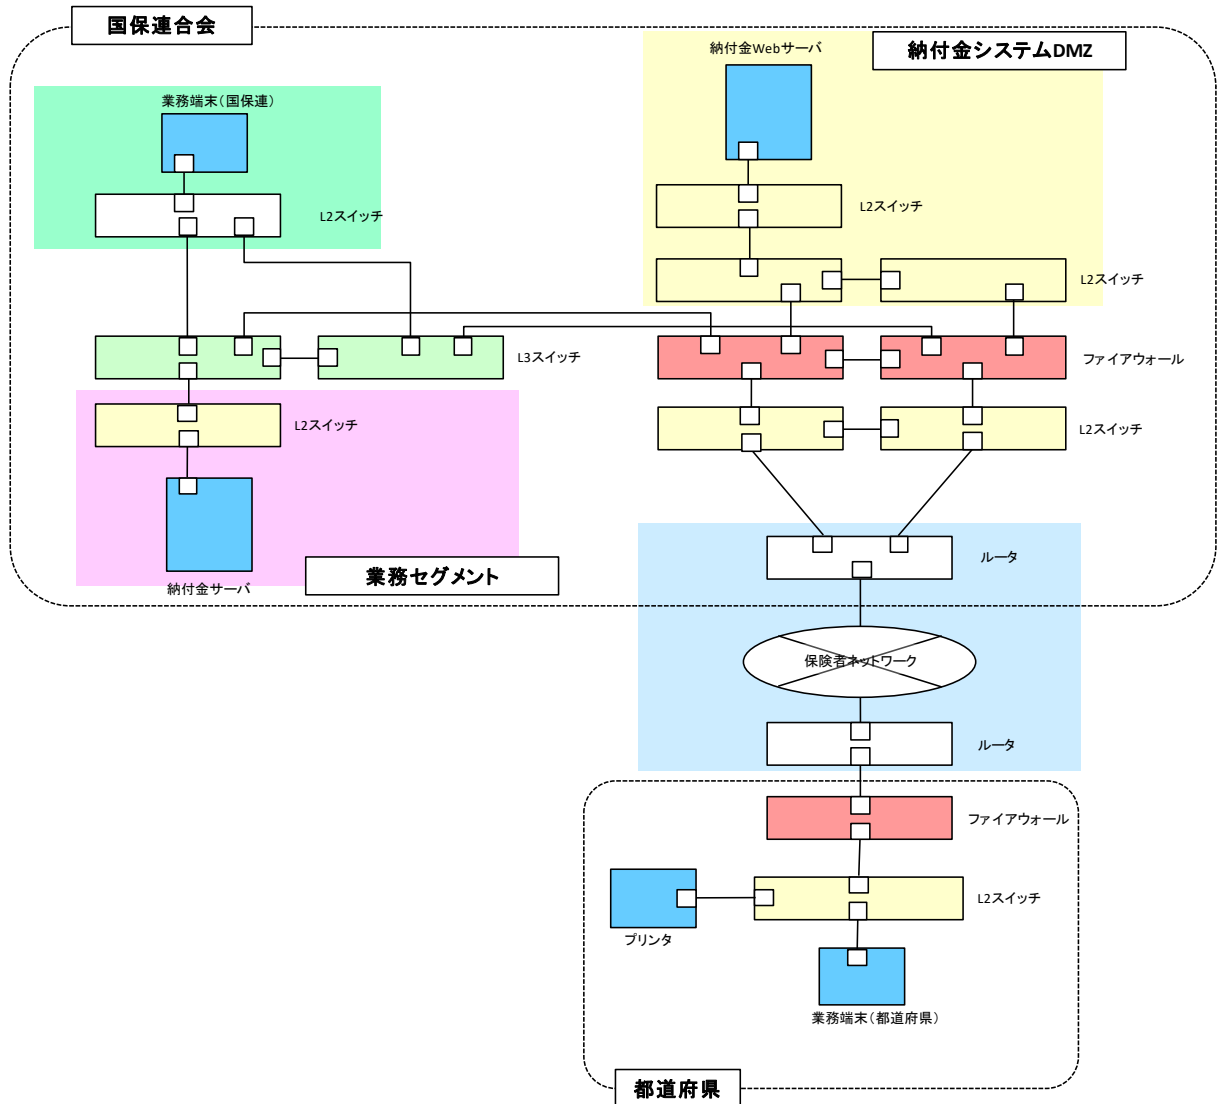 国保連合会
納付金Webサーバ
納付金システムDMZ
業務端末(国保連)
L2スイッチ
L2スイッチ
L2スイッチ
L3スイッチ
ファイアウォール
L2スイッチ
L2スイッチ
納付金サーバ
業務セグメント
ルータ
保険者ネットワーク
ルータ
ファイアウォール
L2スイッチ
プリンタ
業務端末(都道府県)
都道府県